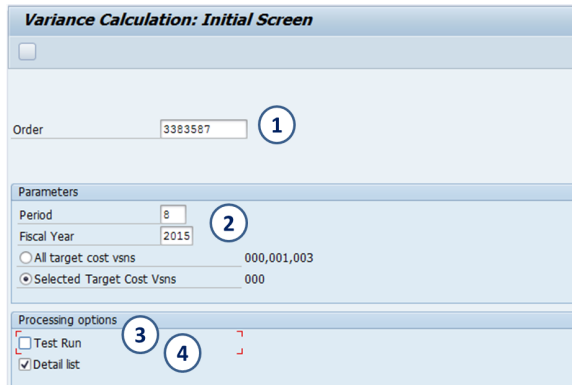 Variance Calculation: Initial Screen
Order 3383587 1
Parameters
Period 8 2
Fiscal Year 2015
All target cost vsns 000,001,003
Selected Target Cost Vsns 000
Processing options
3
Test Run
4
Detail list